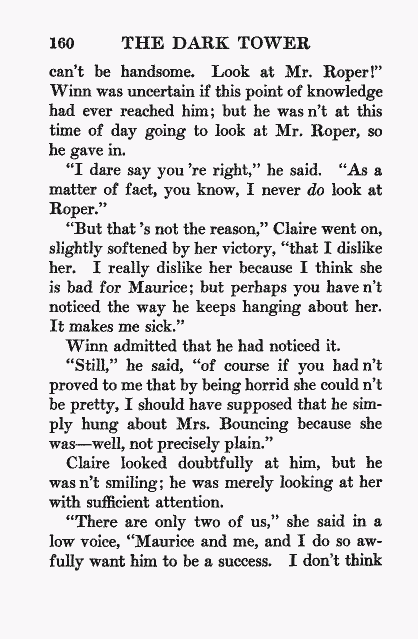 160 THE DARK TOWER
can't be handsome. Look at Mr. Roper!"
Winn was uncertain if this point of knowledge
had ever reached him; but he was n't at this
time of day going to look at Mr. Roper, so
he gave in.
"I dare say you 're right," he said. "As a
matter of fact, you know, I never do look at
Roper."
"But that 's not the reason," Claire went on,
slightly softened by her victory, "that I dislike
her. I really dislike her because I think she
is bad for Maurice; but perhaps you have n't
noticed the way he keeps hanging about her.
It makes me sick."
Winn admitted that he had noticed it.
"Still," he said, "of course if you had n't
proved to me that by being horrid she could n't
be pretty, I should have supposed that he sim-
ply hung about Mrs. Bouncing because she
was—well, not precisely plain."
Claire looked doubtfully at him, but he
was n't smiling; he was merely looking at her
with sufficient attention.
"There are only two of us," she said in a
low voice, "Maurice and me, and I do so aw-
fully want him to be a success. I don't think